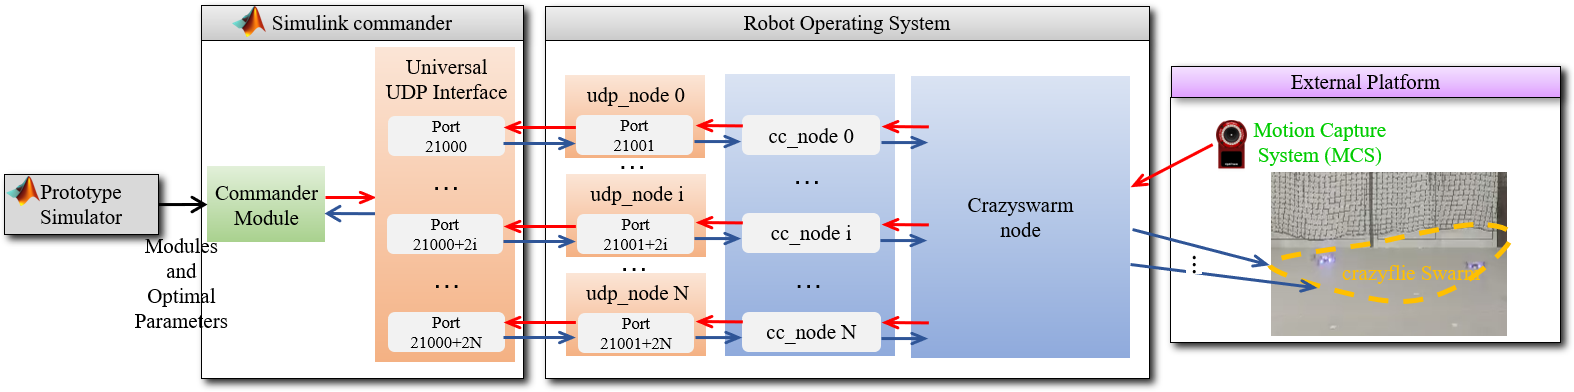 Simulink commander
Robot Operating System
External Platform
Prototype
Simulator
Modules
and
Optimal
Parameters
Commander
Module
Universal
UDP Interface
Port
21000
...
Port
21000+2i
...
Port
21000+2N
udp_node 0
Port
21001
...
udp_node i
Port
21001+2i
...
udp_node N
Port
21001+2N
cc_node 0
...
cc_node i
...
cc_node N
Crazyswarm
node
Motion Capture
System (MCS)
...
crazyflie Swarm